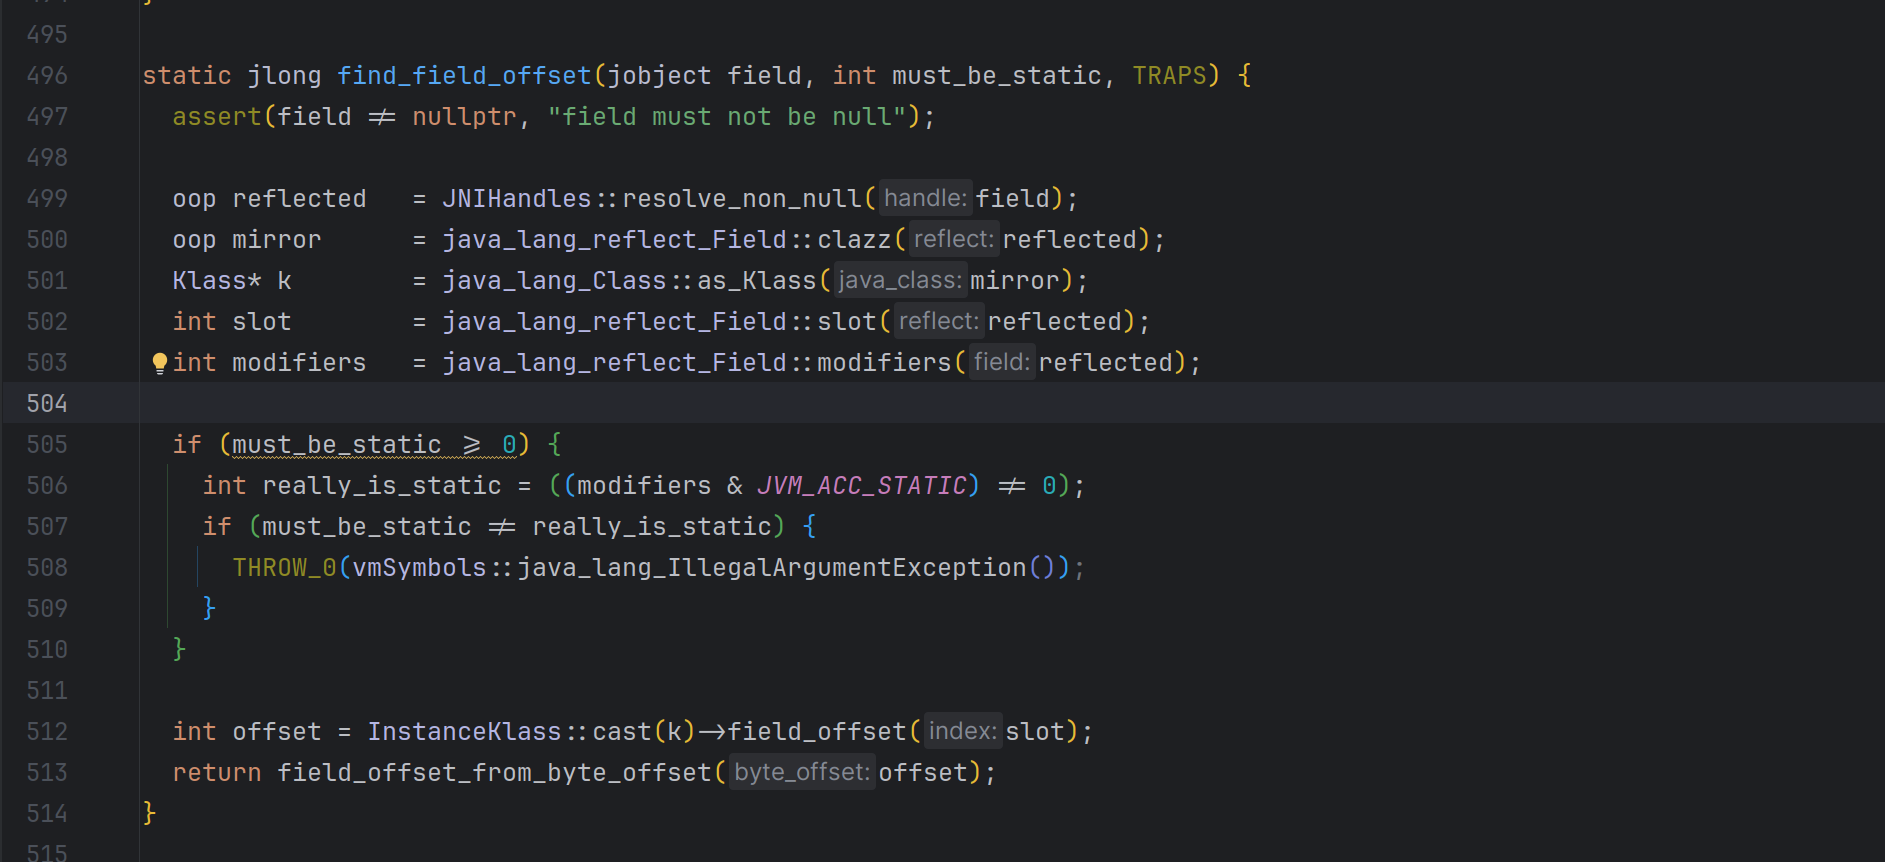 495
496 static jlong find_field_offset(jobject field, int must_be_static, TRAPS) {
497 assert(field != nullptr, "field must not be null");
498
499 oop reflected = JNIHandles::resolve_non_null( handle: field);
500 oop mirror = java_lang_reflect_Field::clazz( reflect: reflected);
501 Klass* k = java_lang_Class::as_Klass( java_class: mirror);
502 int slot = java_lang_reflect_Field::slot( reflect: reflected);
503 int modifiers = java_lang_reflect_Field::modifiers( field: reflected);
504
505 if (must_be_static >= 0) {
506 int really_is_static = ((modifiers & JVM_ACC_STATIC) != 0);
507 if (must_be_static != really_is_static) {
508 THROW_0(vmSymbols::java_lang_IllegalArgumentException());
509 }
510 }
511
512 int offset = InstanceKlass::cast(k)->field_offset( index: slot);
513 return field_offset_from_byte_offset( byte_offset: offset);
514 }
515